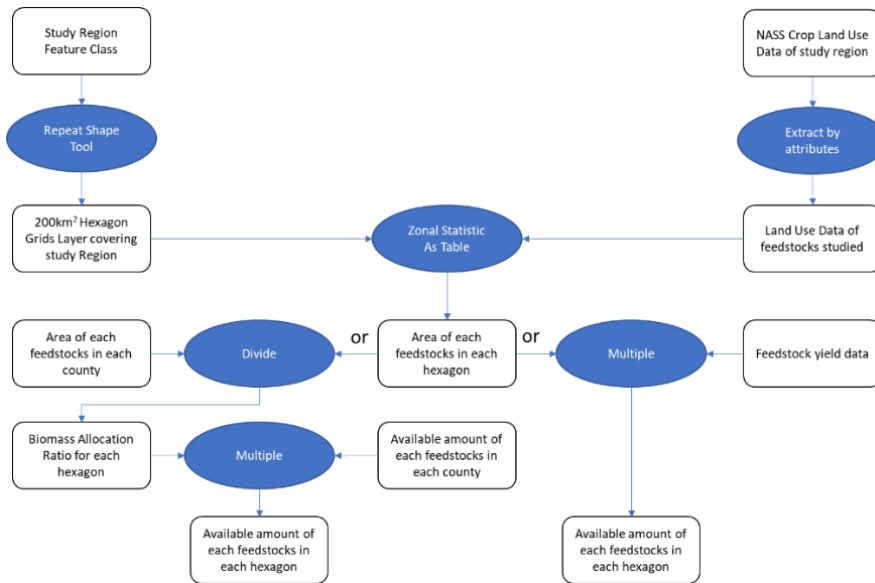 Study Region
Feature Class
NASS Crop Land Use
Data of study region
Repeat Shape
Tool
Extract by
attributes
200km² Hexagon
Grids Layer covering
study Region
Zonal Statistic
As Table
Land Use Data of
feedstocks studied
Area of each
feedstocks in each
county
Divide
or
Area of each
feedstocks in each
hexagon
or
Multiple
Feedstock yield data
Biomass Allocation
Ratio for each
hexagon
Multiple
Available amount of
each feedstocks in
each county
Available amount of
each feedstocks in
each hexagon
Available amount of
each feedstocks in
each hexagon